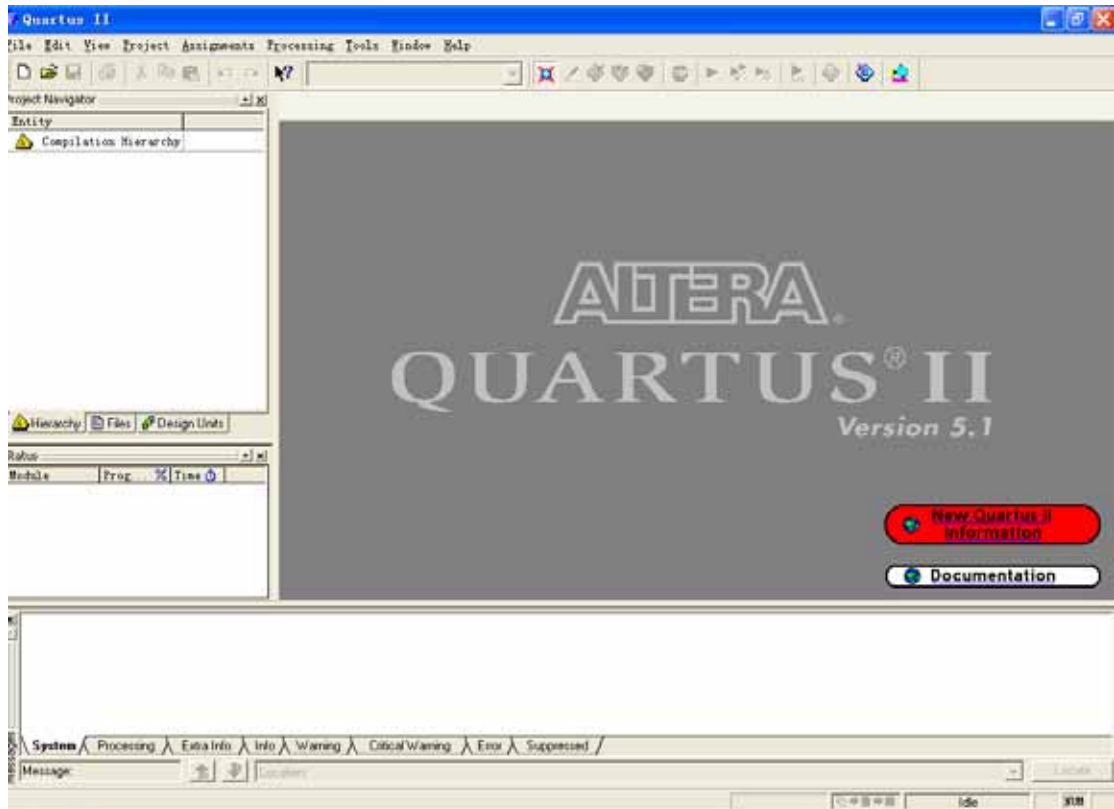 Quartus II
File Edit View Project Assignments Processing Tools Window Help
Project Navigator
Entity
Compilation Hierarchy
Hierarchy Files Design Units
Status
Module Prog... % Time
ALTERA®
QUARTUS® II
Version 5.1
New Quartus II
Information
Documentation
System Processing Extra Info Info Warning Critical Warning Error Suppressed
Message:
Location:
Locate
Idle
NUM